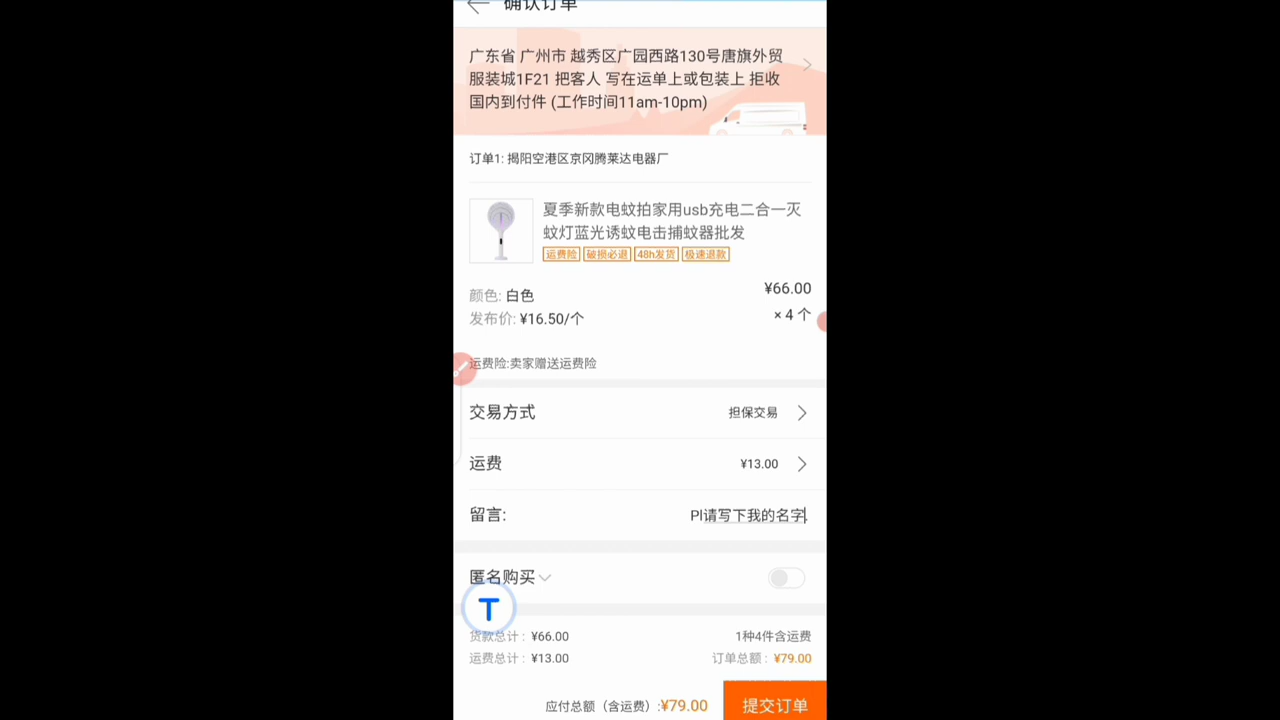 确认订单
广东省 广州市 越秀区广园西路130号唐旗外贸
服装城1F21 把客人 写在运单上或包装上 拒收
国内到付件 (工作时间11am-10pm)
订单1: 揭阳空港区京冈腾莱达电器厂
夏季新款电蚊拍家用usb充电二合一灭
蚊灯蓝光诱蚊电击捕蚊器批发
运费险 破损必退 48h发货 极速退款
¥66.00
颜色: 白色
× 4 个
发布价: ¥16.50/个
运费险:卖家赠送运费险
交易方式 担保交易
运费 ¥13.00
留言: Pl请写下我的名字
匿名购买
T
货款总计 : ¥66.00 1种4件含运费
运费总计 : ¥13.00 订单总额 : ¥79.00
应付总额（含运费）:¥79.00 提交订单